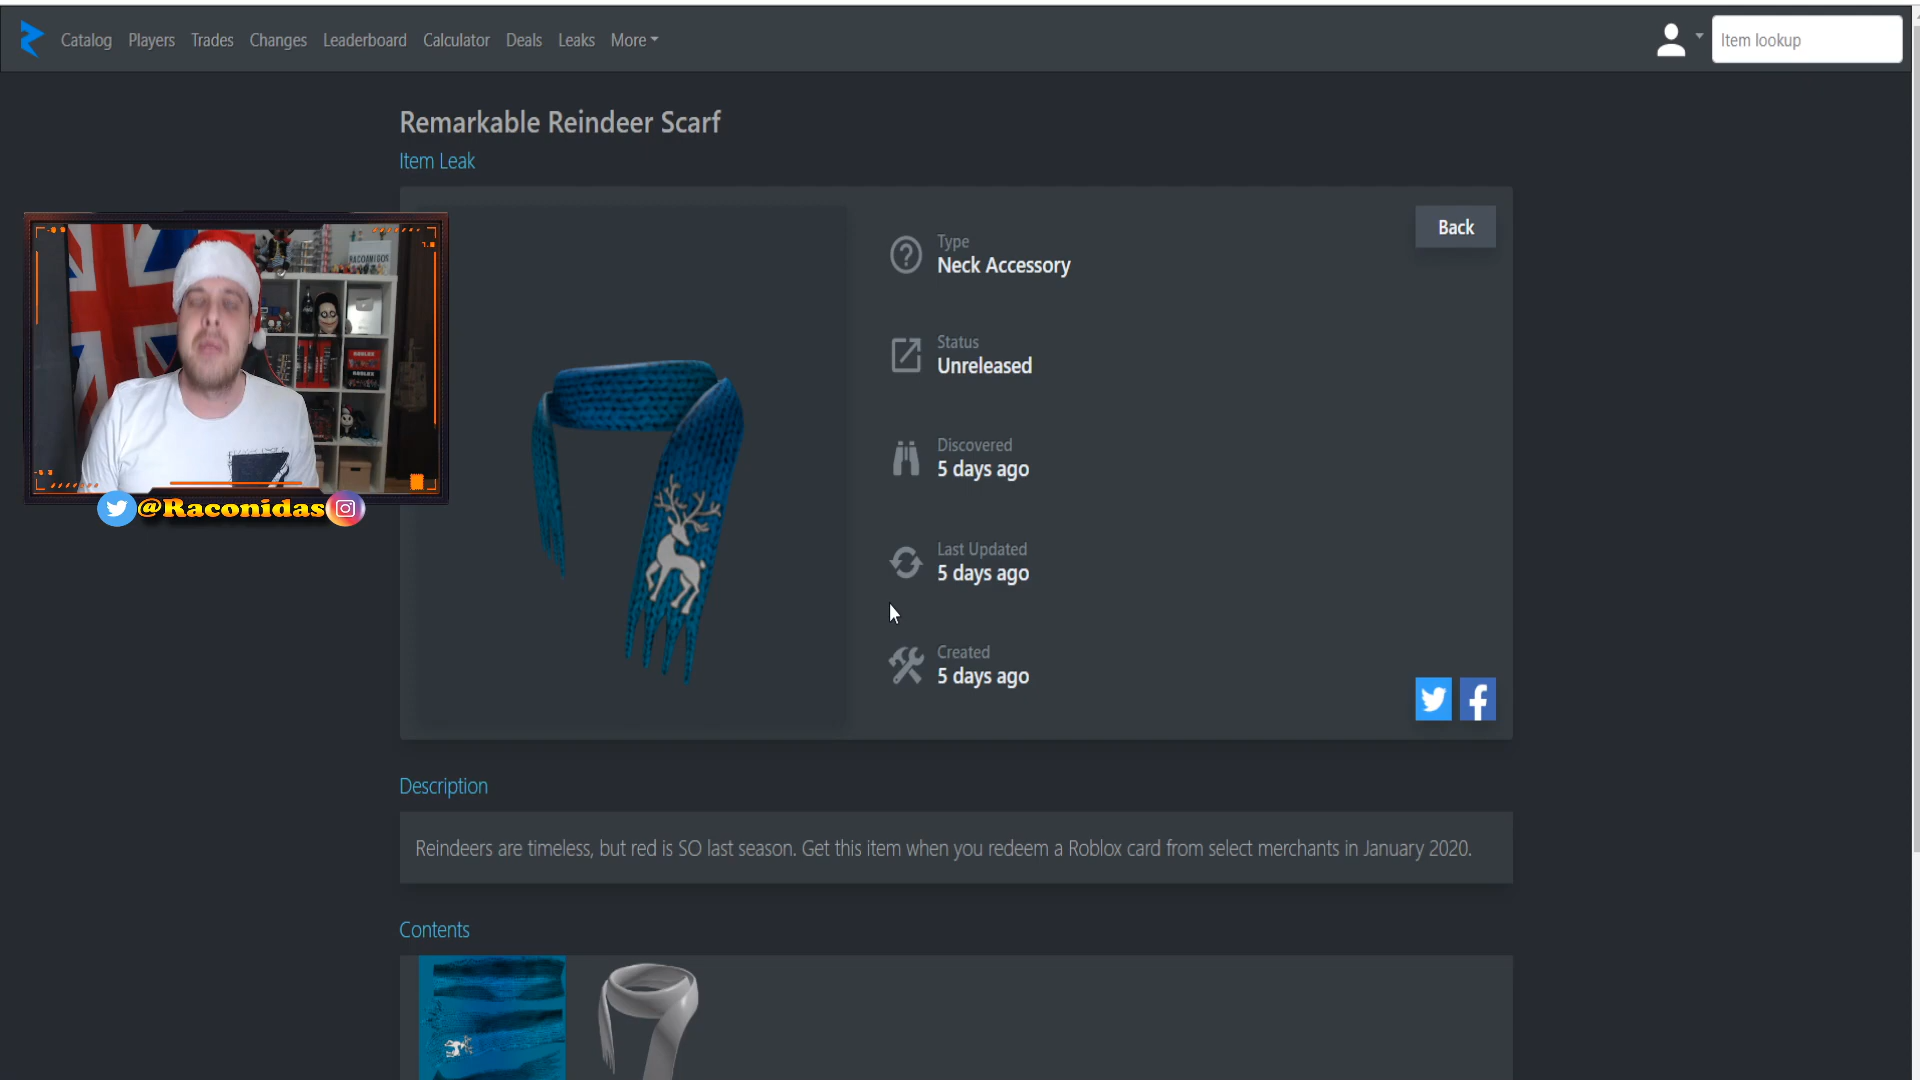 Catalog Players Trades Changes Leaderboard Calculator Deals Leaks More
Item lookup
Remarkable Reindeer Scarf
Item Leak
Back
Type
Neck Accessory
Status
Unreleased
Discovered
5 days ago
Last Updated
5 days ago
Created
5 days ago
RACOAMIGOS
@Raconidas
Description
Reindeers are timeless, but red is SO last season. Get this item when you redeem a Roblox card from select merchants in January 2020.
Contents